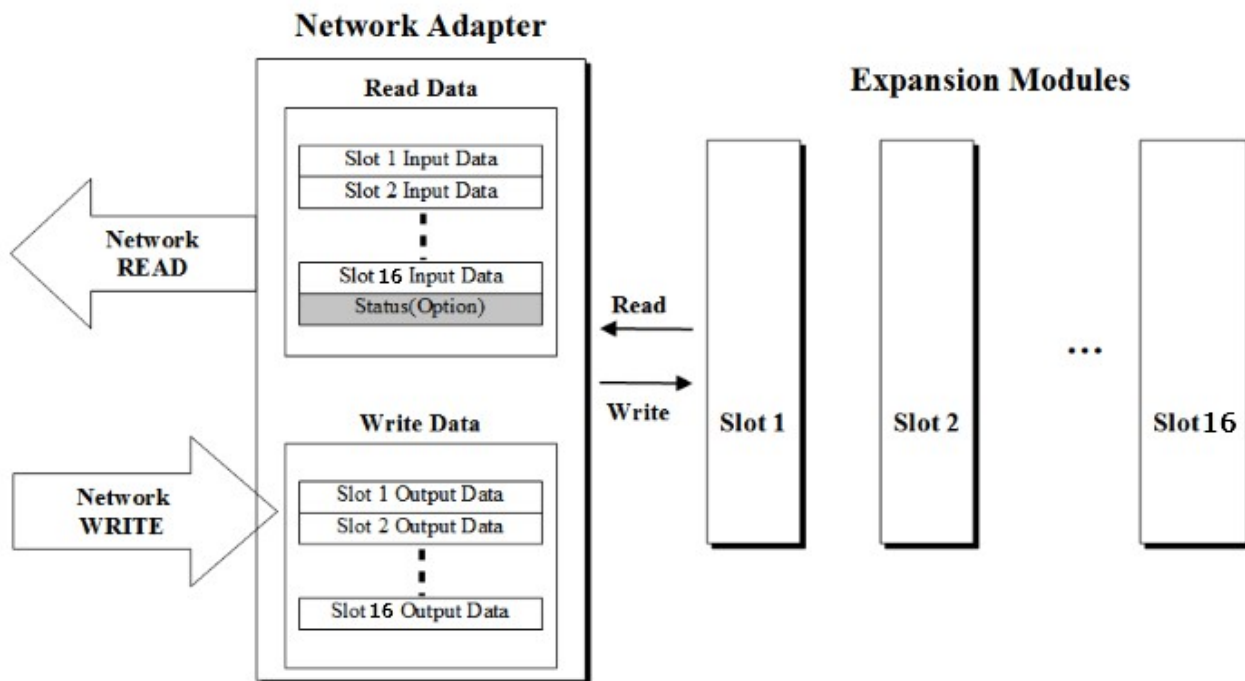 Network Adapter
Read Data
Slot 1 Input Data
Slot 2 Input Data
Slot 16 Input Data
Status(Option)
Network
READ
Write Data
Slot 1 Output Data
Slot 2 Output Data
Slot 16 Output Data
Network
WRITE
Read
Write
Expansion Modules
Slot 1
Slot 2
...
Slot 16